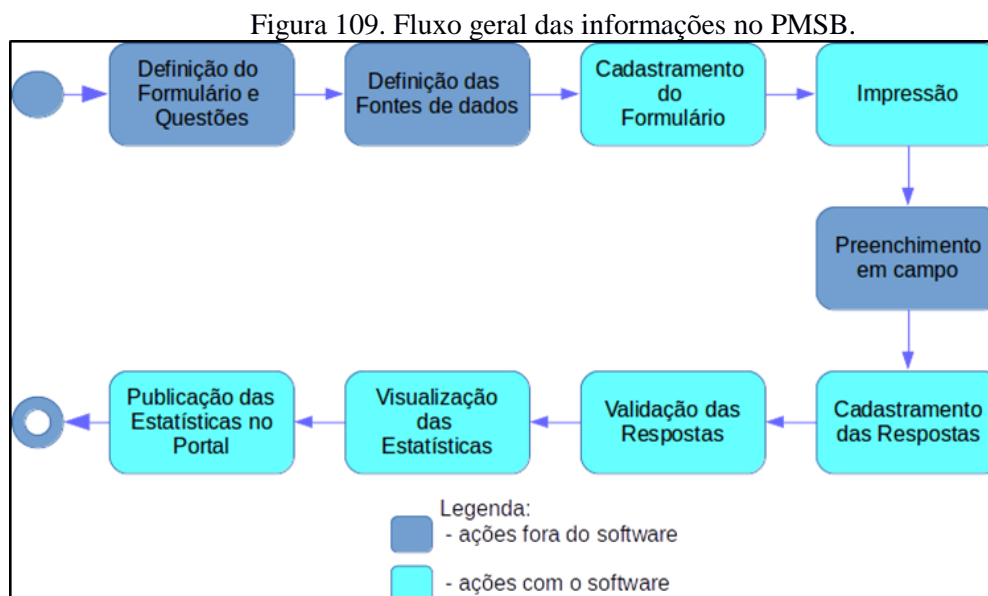 Figura 109. Fluxo geral das informações no PMSB.
Definição do
Formulário e
Questões
Definição das
Fontes de dados
Cadastramento
do
Formulário
Impressão
Preenchimento
em campo
Cadastramento
das Respostas
Validação das
Respostas
Visualização
das
Estatísticas
Publicação das
Estatísticas no
Portal
Legenda:
- ações fora do software
- ações com o software